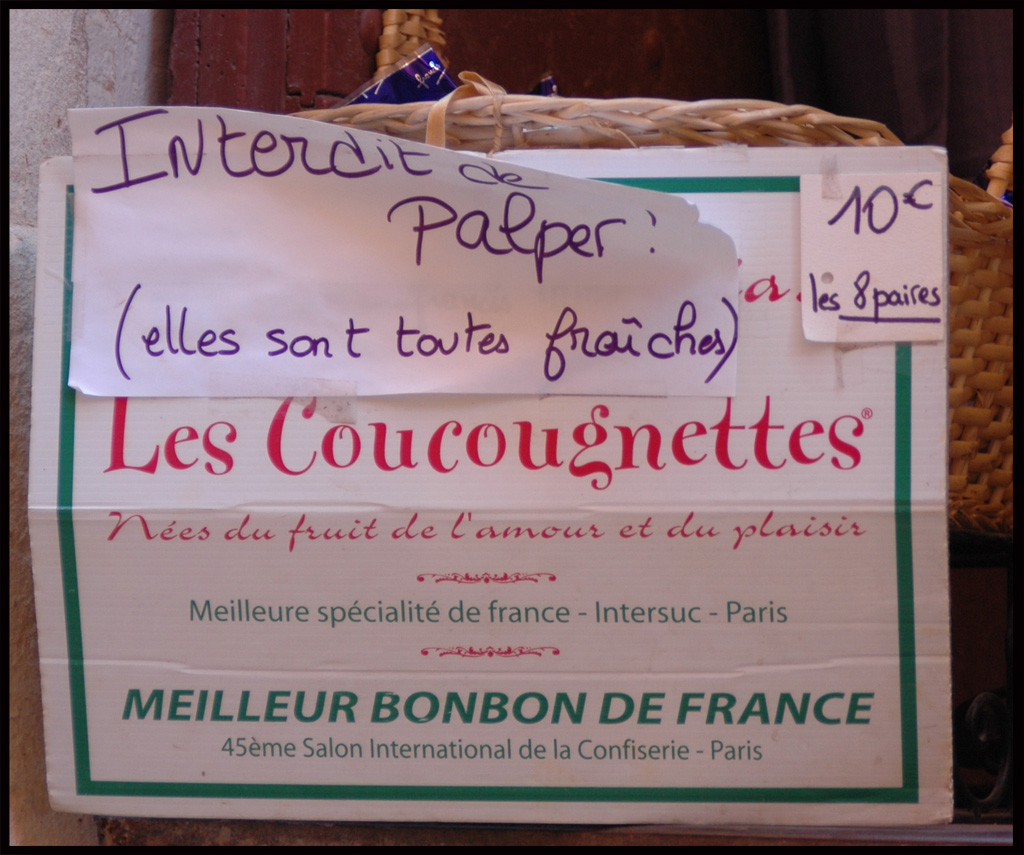 Interdit de
Palper :
(elles sont toutes fraîches)
10€
les 8 paires
Les Coucougnettes®
Nées du fruit de l'amour et du plaisir
Meilleure spécialité de france - Intersuc - Paris
MEILLEUR BONBON DE FRANCE
45ème Salon International de la Confiserie - Paris